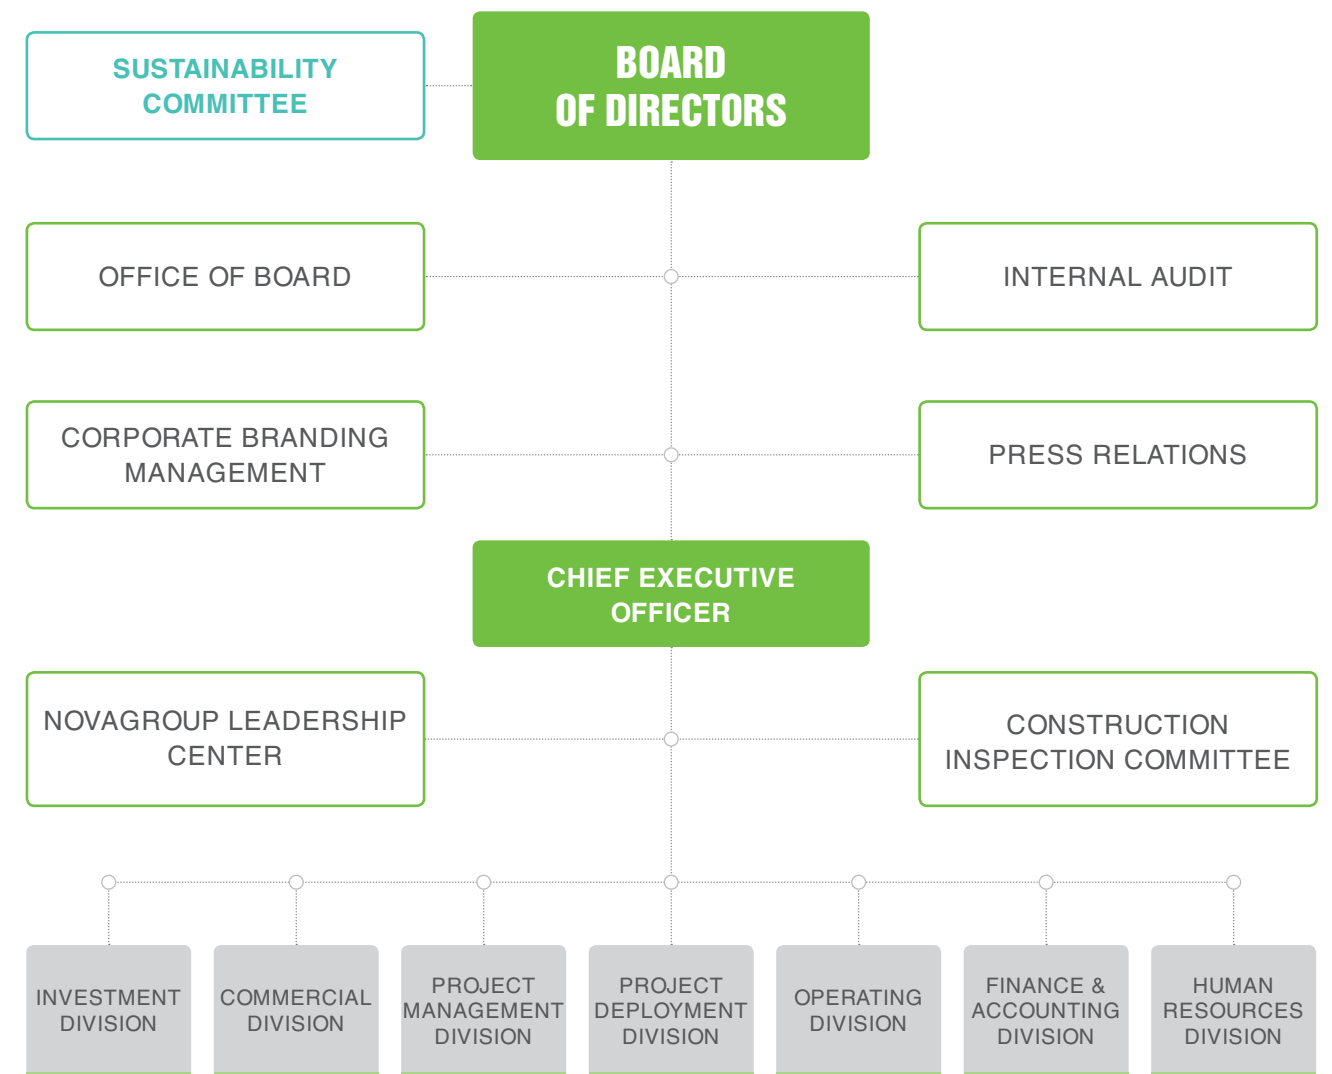 SUSTAINABILITY
COMMITTEE
BOARD
OF DIRECTORS
OFFICE OF BOARD
INTERNAL AUDIT
CORPORATE BRANDING
MANAGEMENT
PRESS RELATIONS
CHIEF EXECUTIVE
OFFICER
NOVAGROUP LEADERSHIP
CENTER
CONSTRUCTION
INSPECTION COMMITTEE
INVESTMENT
DIVISION
COMMERCIAL
DIVISION
PROJECT
MANAGEMENT
DIVISION
PROJECT
DEPLOYMENT
DIVISION
OPERATING
DIVISION
FINANCE &
ACCOUNTING
DIVISION
HUMAN
RESOURCES
DIVISION